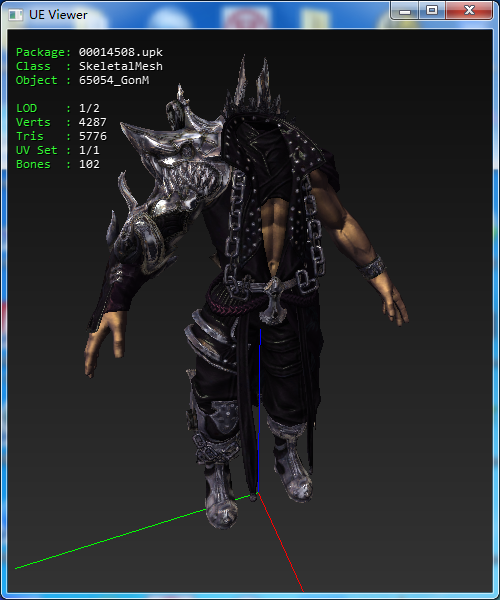 UE Viewer
Package: 00014508.upk
Class : SkeletalMesh
Object : 65054_GonM
LOD : 1/2
Verts : 4287
Tris : 5776
UV Set : 1/1
Bones : 102